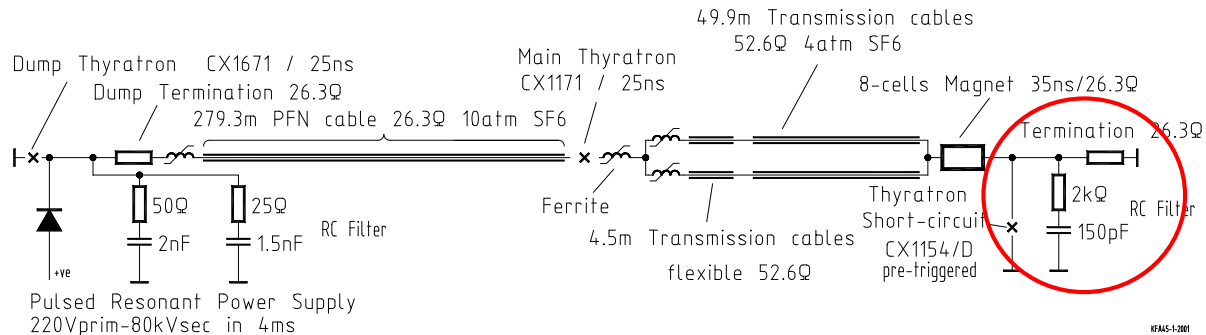 49.9m Transmission cables
52.6Ω 4atm SF6
Dump Thyratron CX1671 / 25ns
Dump Termination 26.3Ω
279.3m PFN cable 26.3Ω 10atm SF6
Main Thyratron
CX1171 / 25ns
8-cells Magnet 35ns/26.3Ω
Termination 26.3Ω
50Ω
2nF
25Ω
1.5nF
RC Filter
Ferrite
4.5m Transmission cables
flexible 52.6Ω
Thyratron
Short-circuit
CX1154/D
pre-triggered
2kΩ
150pF
RC Filter
+ve
Pulsed Resonant Power Supply
220Vprim-80kVsec in 4ms
KFA45-1-2001